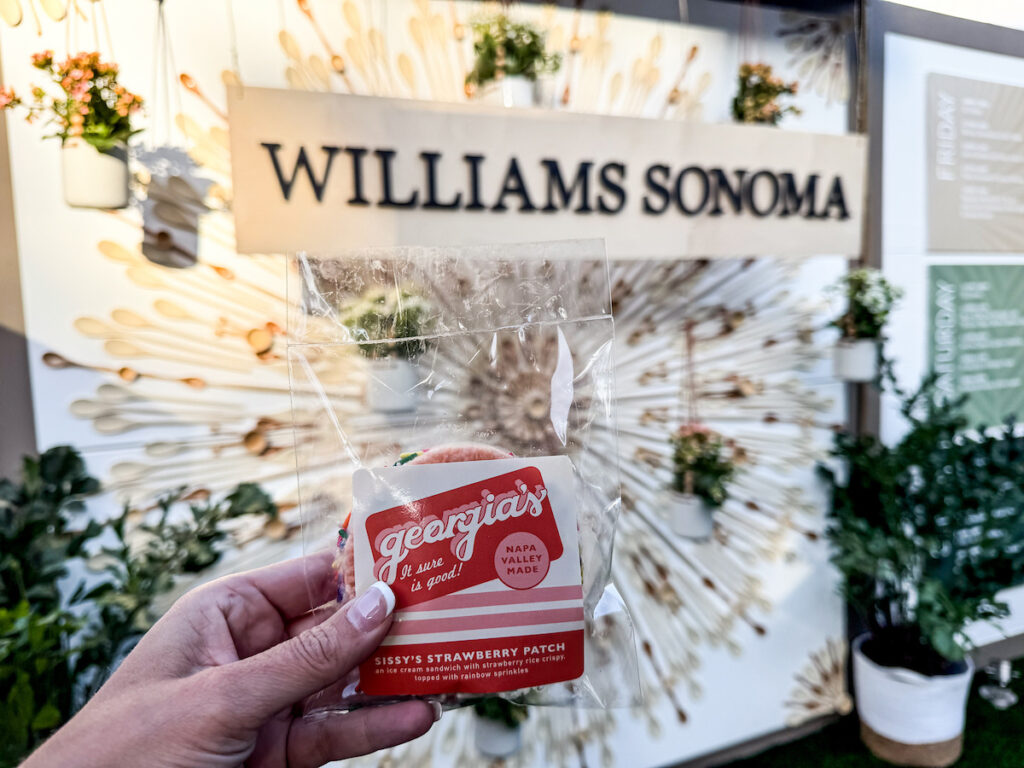 WILLIAMS SONOMA
FRIDAY
SATURDAY
georgia's
It sure
is good!
NAPA
VALLEY
MADE
SISSY'S STRAWBERRY PATCH
an ice cream sandwich with strawberry rice crispy,
topped with rainbow sprinkles